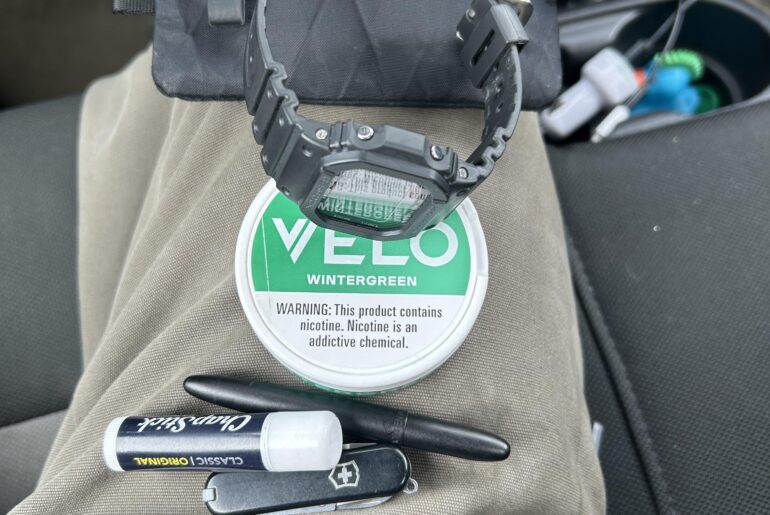 VELO
WINTERGREEN
WARNING: This product contains
nicotine. Nicotine is an
addictive chemical.
ChapStick
CLASSIC | ORIGINAL